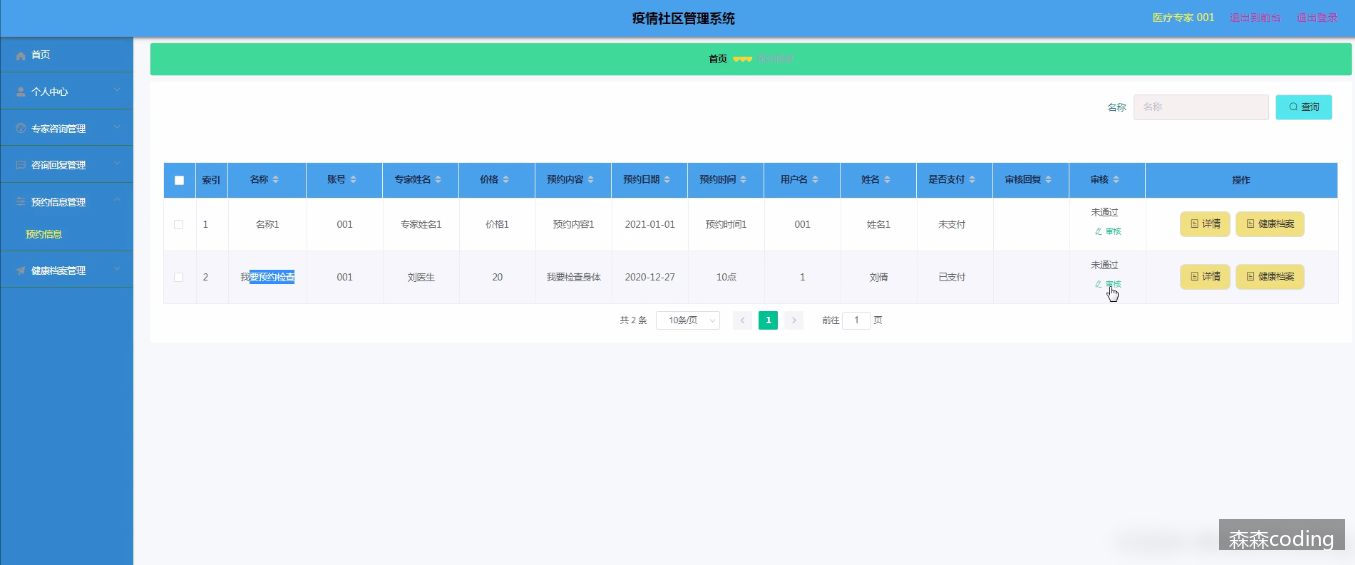 疫情社区管理系统
医疗专家 001 退出到前台 退出登录
首页
个人中心
专家咨询管理
咨询回复管理
预约信息管理
预约信息
健康档案管理
首页
名称 名称 查询
索引 名称 账号 专家姓名 价格 预约内容 预约日期 预约时间 用户名 姓名 是否支付 审核回复 审核 操作
1 名称1 001 专家姓名1 价格1 预约内容1 2021-01-01 预约时间1 001 姓名1 未支付 未通过 审核 详情 健康档案
2 我要预约检查 001 刘医生 20 我要检查身体 2020-12-27 10点 1 刘倩 已支付 未通过 审核 详情 健康档案
共 2 条 10条/页 1 前往 1 页
森森coding